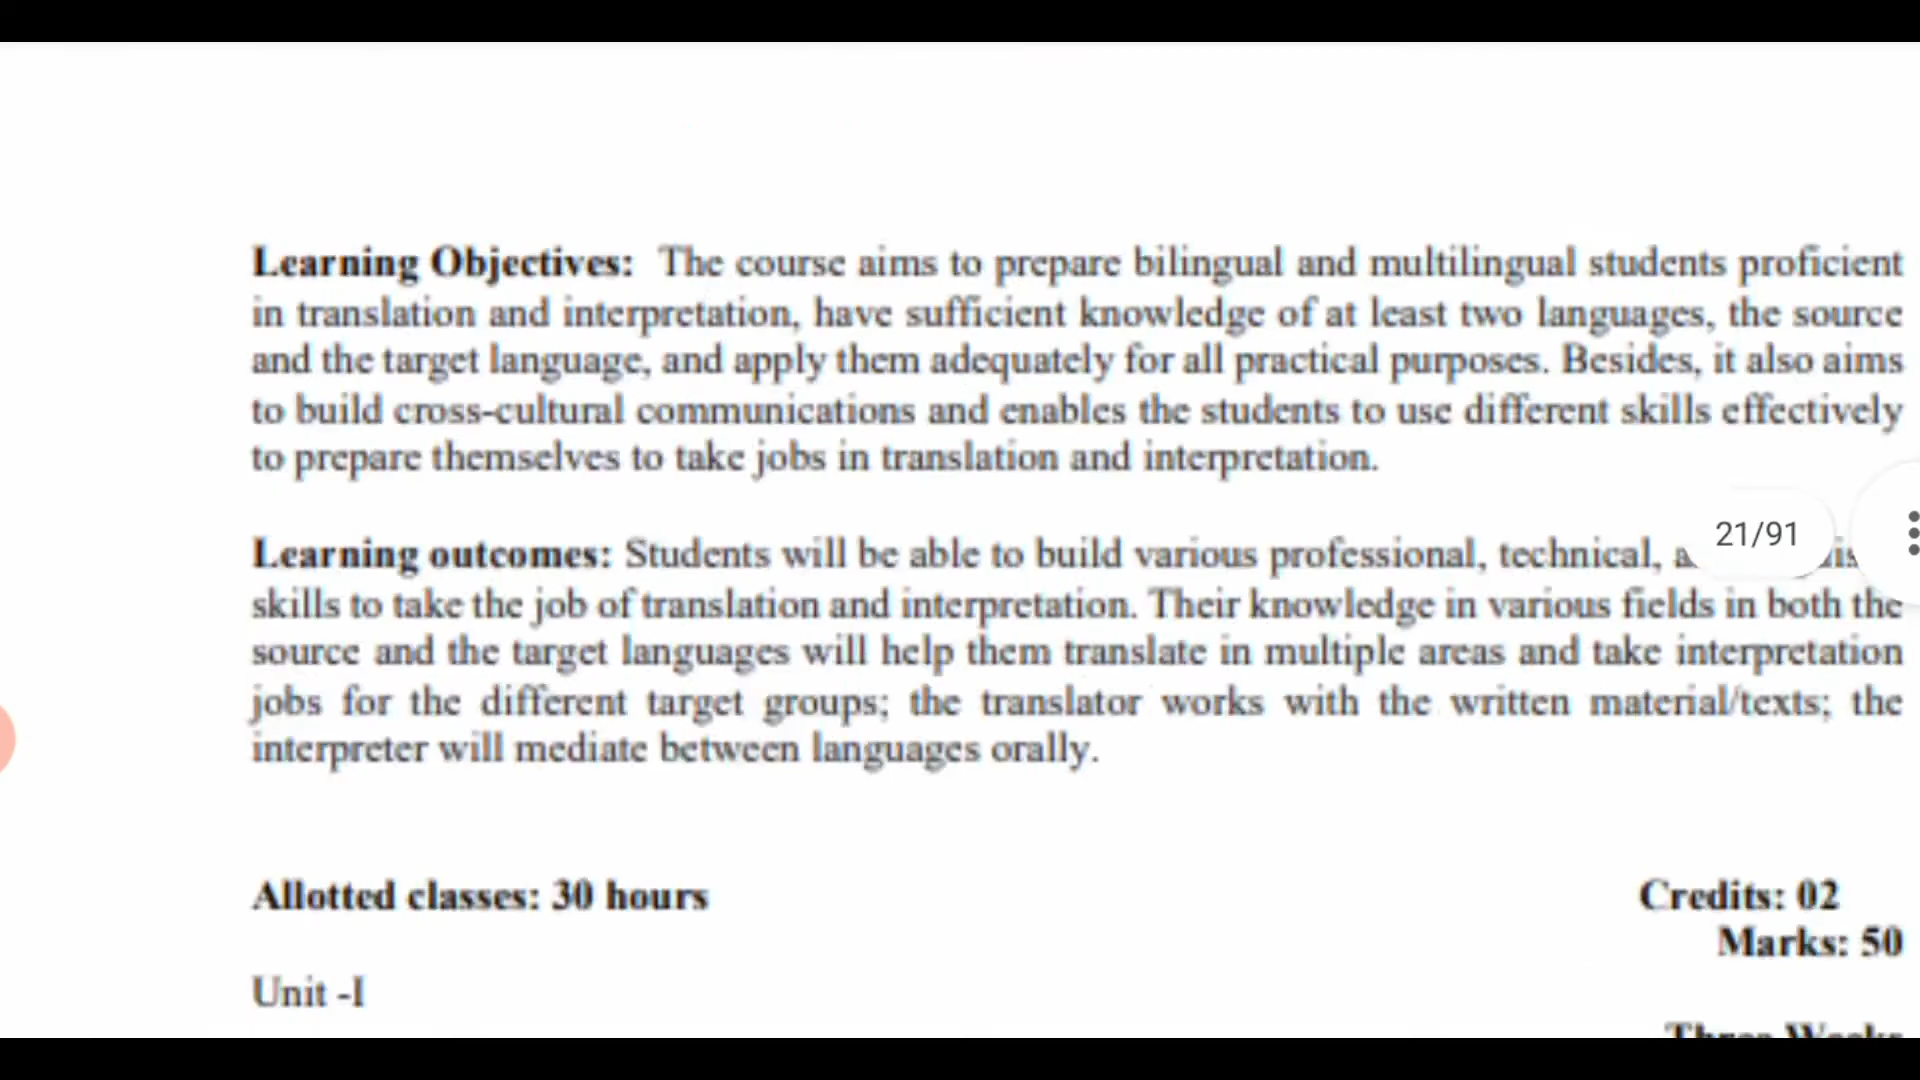 Learning Objectives: The course aims to prepare bilingual and multilingual students proficient
in translation and interpretation, have sufficient knowledge of at least two languages, the source
and the target language, and apply them adequately for all practical purposes. Besides, it also aims
to build cross-cultural communications and enables the students to use different skills effectively
to prepare themselves to take jobs in translation and interpretation.
Learning outcomes: Students will be able to build various professional, technical,
21/91
skills to take the job of translation and interpretation. Their knowledge in various fields in both the
source and the target languages will help them translate in multiple areas and take interpretation
jobs for the different target groups; the translator works with the written material/texts; the
interpreter will mediate between languages orally.
Allotted classes: 30 hours Credits: 02
Marks: 50
Unit -I
Three Weeks